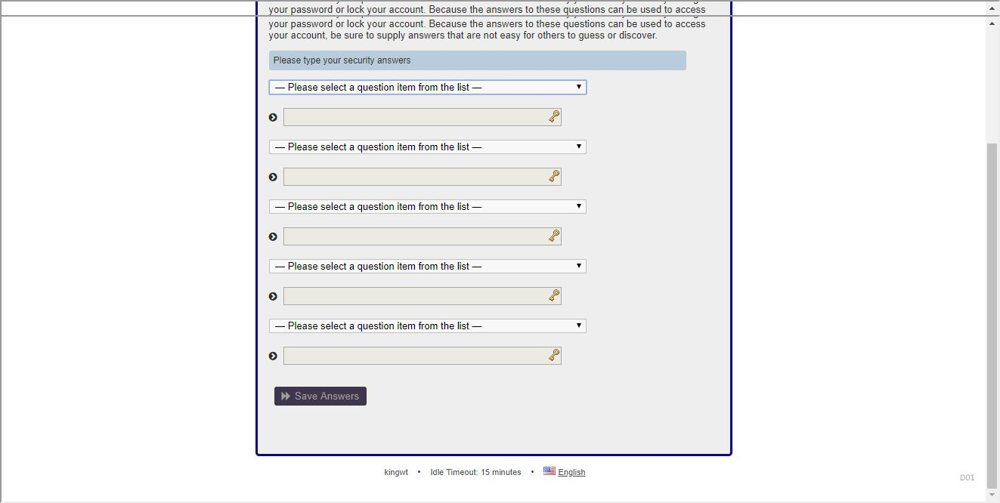 your password or lock your account. Because the answers to these questions can be used to access
your password or lock your account. Because the answers to these questions can be used to access
your account, be sure to supply answers that are not easy for others to guess or discover.
Please type your security answers
— Please select a question item from the list —
— Please select a question item from the list —
— Please select a question item from the list —
— Please select a question item from the list —
— Please select a question item from the list —
Save Answers
kingwt • Idle Timeout: 15 minutes • English
D01